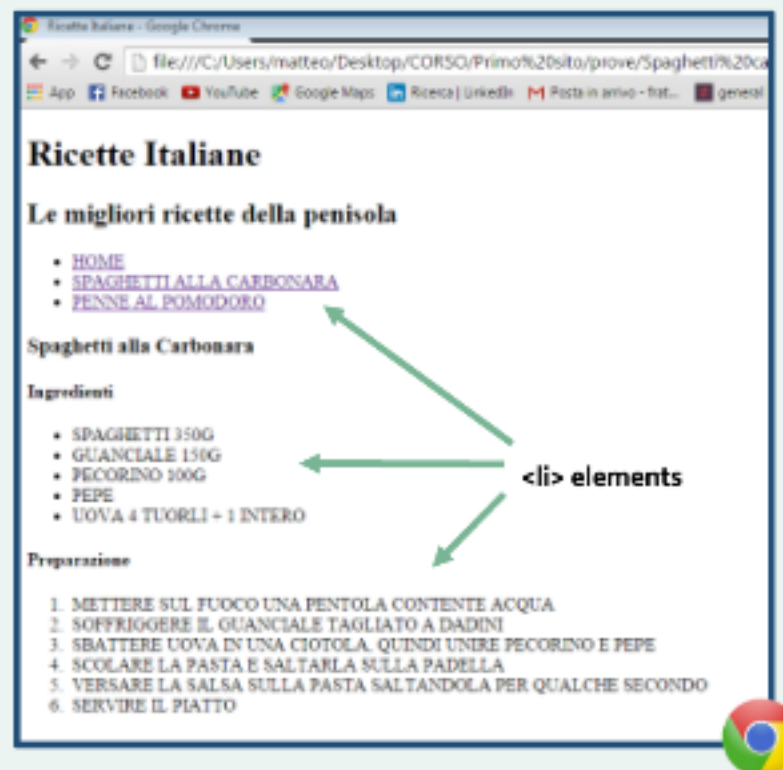 Ricette Italiane - Google Chrome
file:///C:/Users/matteo/Desktop/CORSO/Primo%20sito/prove/Spaghetti%20ca
App Facebook YouTube Google Maps Ricerca | LinkedIn Posta in arrivo - frat... general
Ricette Italiane
Le migliori ricette della penisola
• HOME
• SPAGHETTI ALLA CARBONARA
• PENNE AL POMODORO
Spaghetti alla Carbonara
Ingredienti
• SPAGHETTI 350G
• GUANCIALE 150G
• PECORINO 100G
• PEPE
• UOVA 4 TUORLI + 1 INTERO
<li> elements
Preparazione
1. METTERE SUL FUOCO UNA PENTOLA CONTENTE ACQUA
2. SOFFRIGGERE IL GUANCIALE TAGLIATO A DADINI
3. SBATTERE UOVA IN UNA CIOTOLA, QUINDI UNIRE PECORINO E PEPE
4. SCOLARE LA PASTA E SALTARLA SULLA PADELLA
5. VERSARE LA SALSA SULLA PASTA SALTANDOLA PER QUALCHE SECONDO
6. SERVIRE IL PIATTO